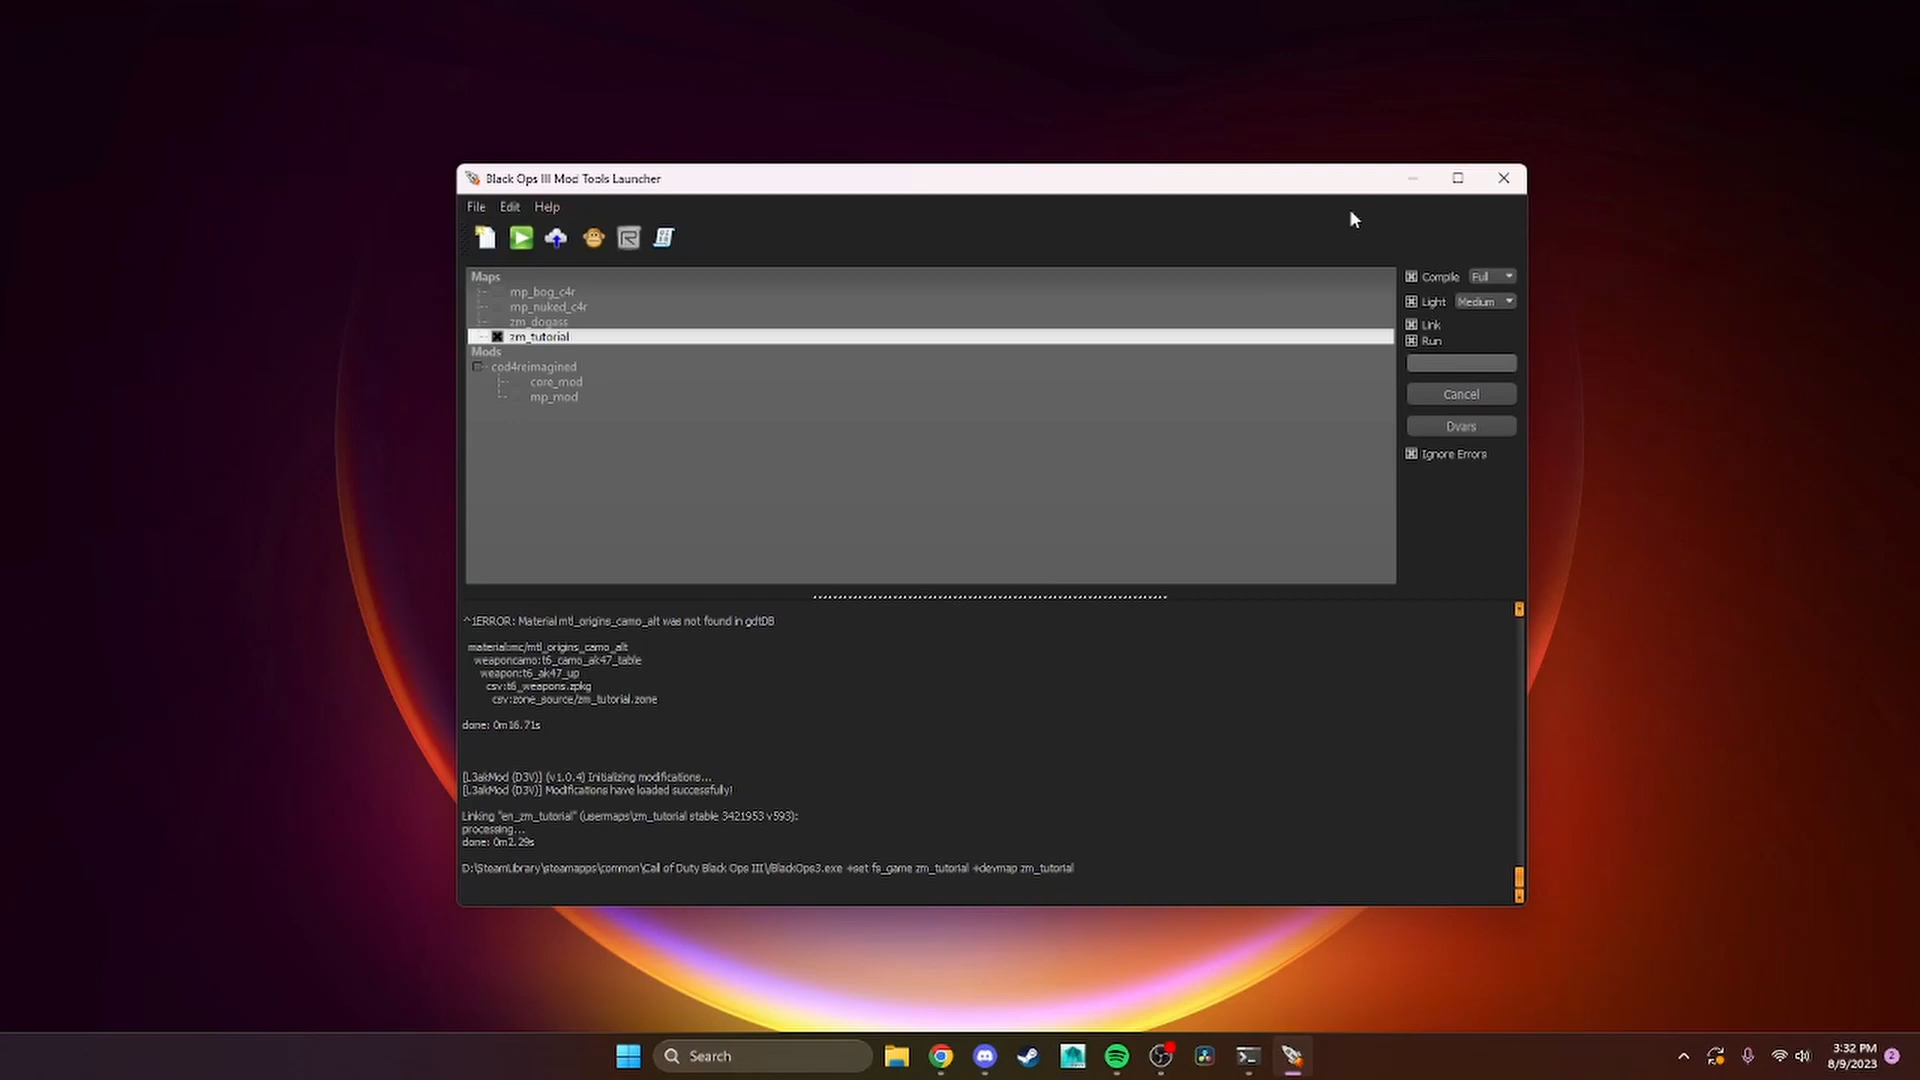 Black Ops III Mod Tools Launcher
File Edit Help
Maps
mp_bog_c4r
mp_nuked_c4r
zm_dogass
zm_tutorial
Mods
cod4reimagined
core_mod
mp_mod
Compile Full
Light Medium
Link
Run
Cancel
Dvars
Ignore Errors
^1ERROR: Material mtl_origins_camo_alt was not found in gdtDB
material:mc/mtl_origins_camo_alt
weaponcamo:t6_camo_ak47_table
weapon:t6_ak47_up
csv:t6_weapons.zpkg
csv:zone_source/zm_tutorial.zone
done: 0m16.71s
[L3akMod (D3V)] (v1.0.4) Initializing modifications...
[L3akMod (D3V)] Modifications have loaded successfully!
Linking "en_zm_tutorial" (usermaps\zm_tutorial stable 3421953 v593):
processing...
done: 0m2.29s
D:\SteamLibrary\steamapps\common\Call of Duty Black Ops III\/BlackOps3.exe +set fs_game zm_tutorial +devmap zm_tutorial
Search
3:32 PM
8/9/2023
2